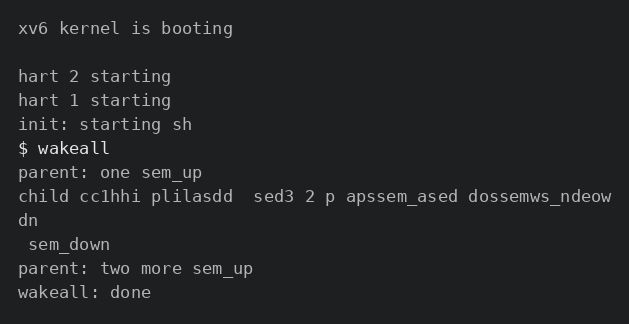 xv6 kernel is booting

hart 2 starting
hart 1 starting
init: starting sh
$ wakeall
parent: one sem_up
child cc1hhi plilasdd  sed3 2 p apssem_ased dossemws_ndeow
dn
 sem_down
parent: two more sem_up
wakeall: done